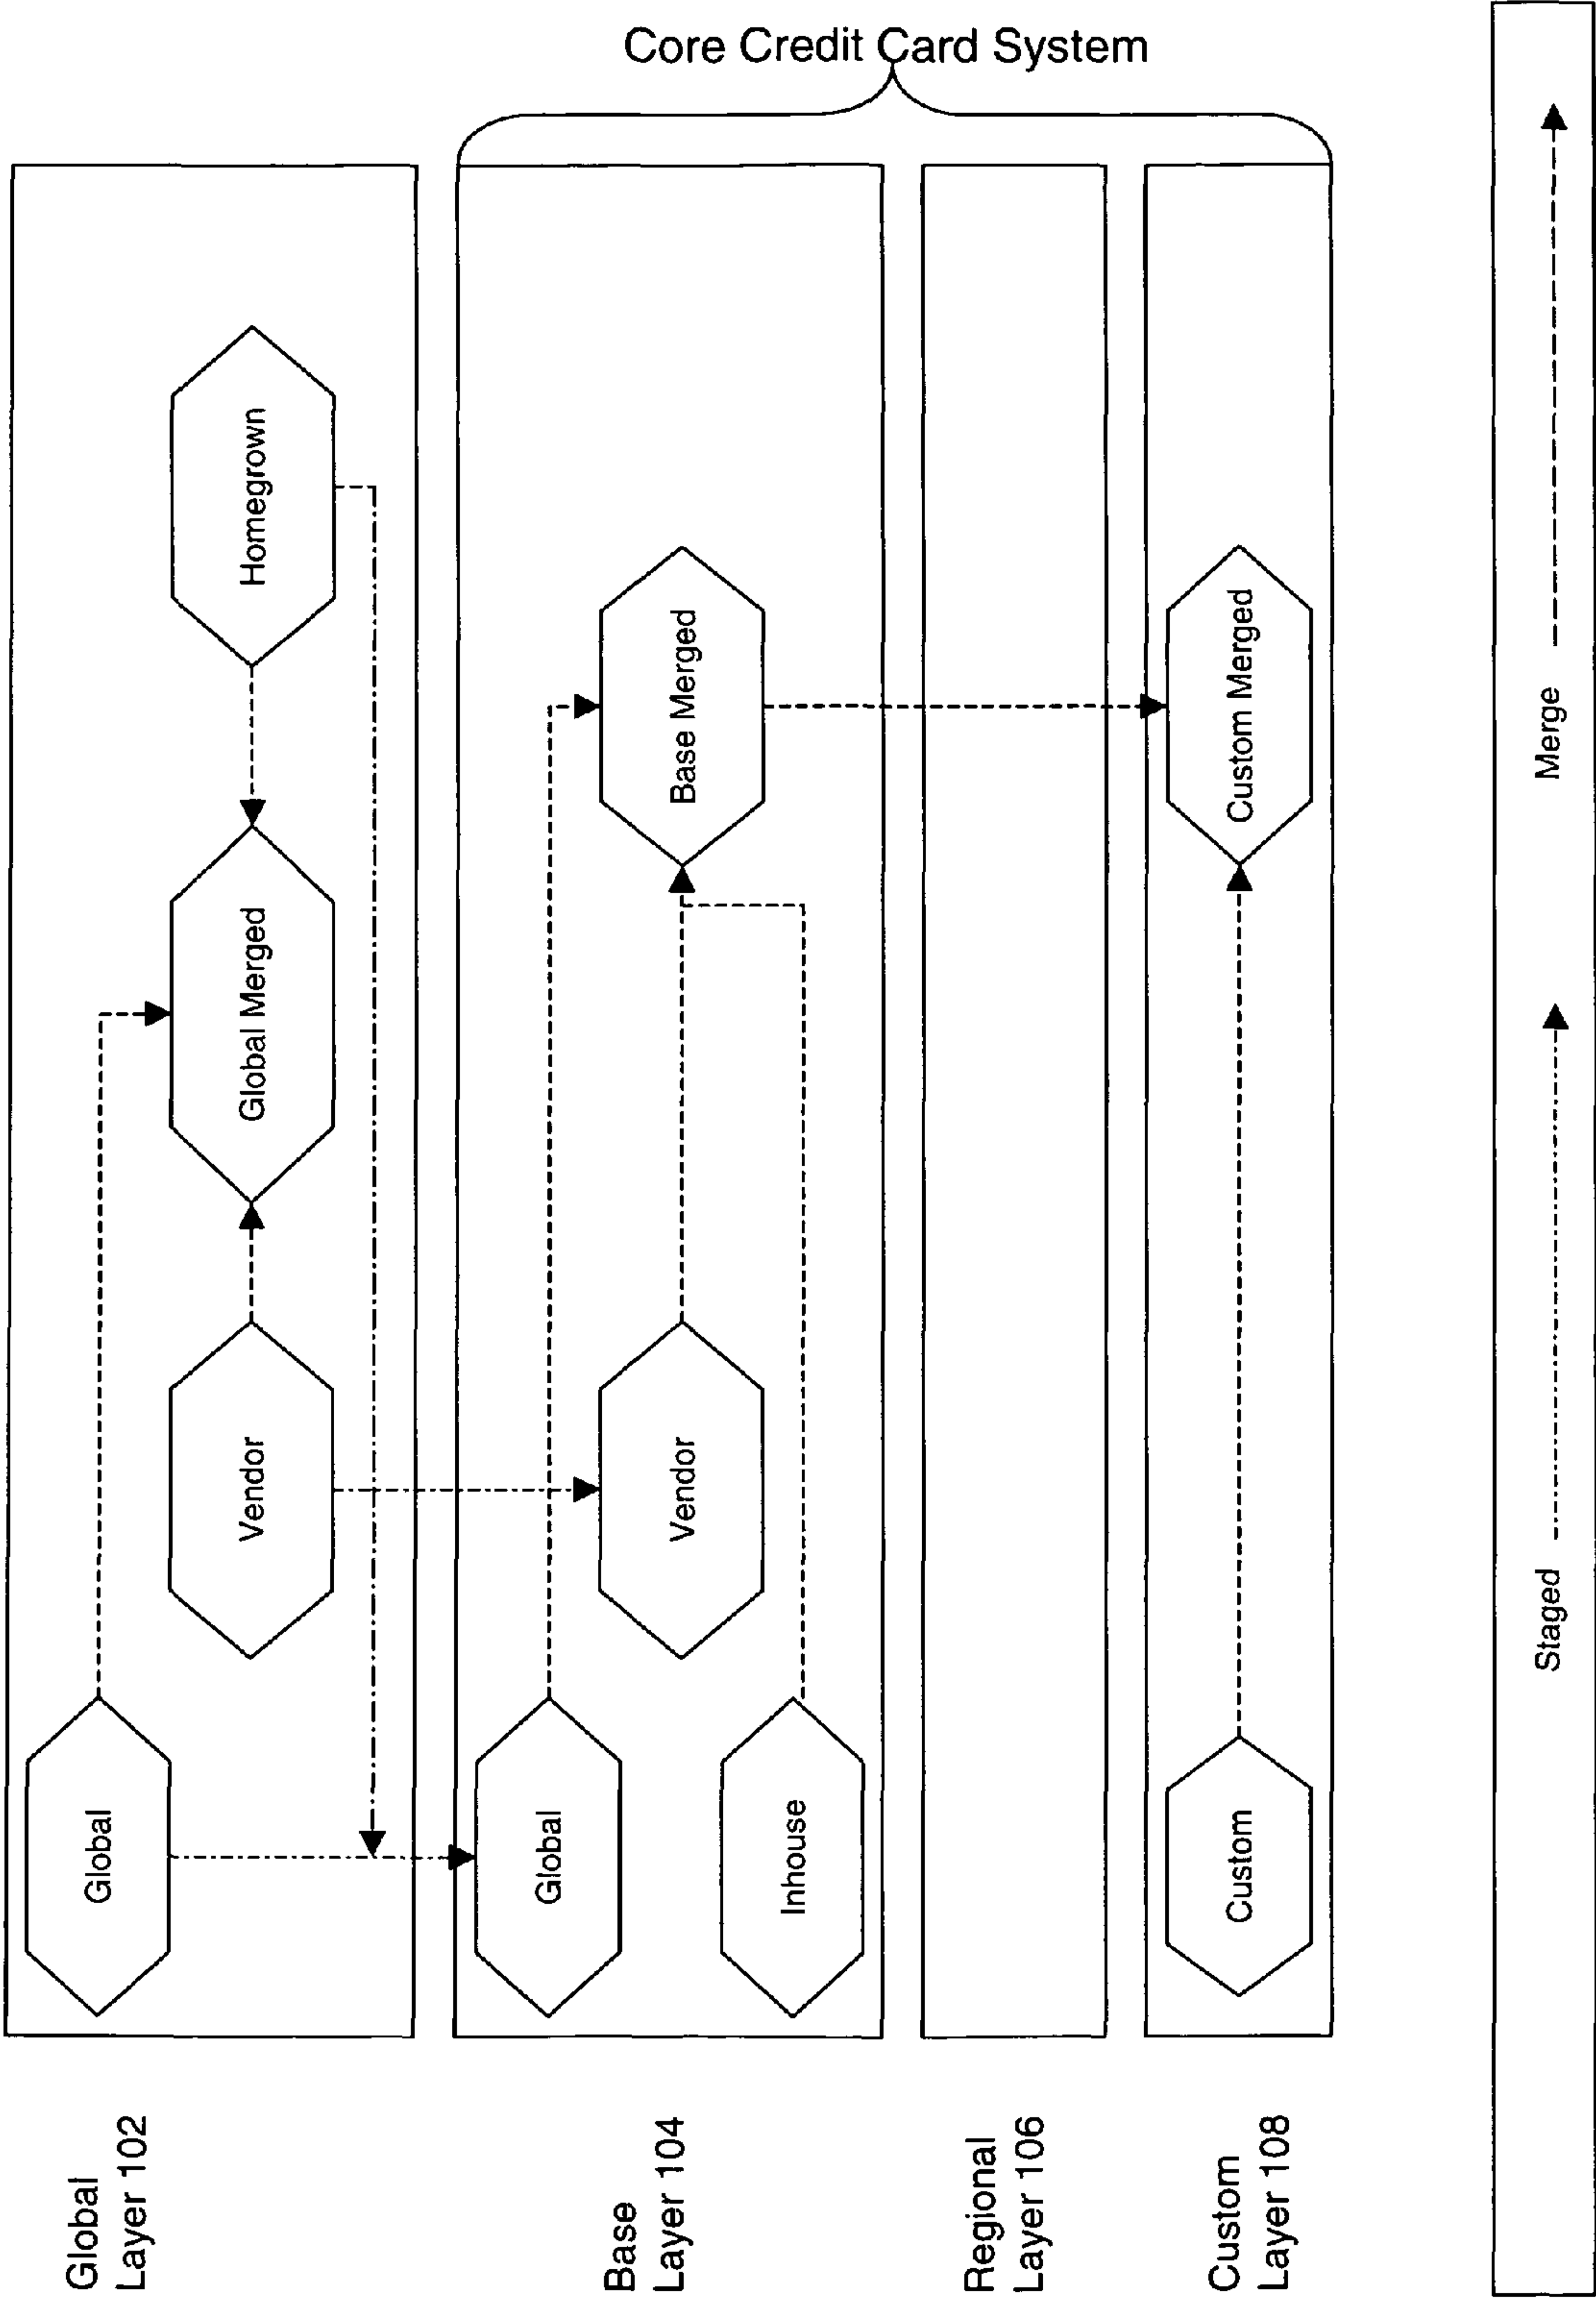 Core Credit Card System
Global
Layer 102
Global
Vendor
Global Merged
Homegrown
Base
Layer 104
Global
Inhouse
Vendor
Base Merged
Regional
Layer 106
Custom
Layer 108
Custom
Custom Merged
Staged
Merge